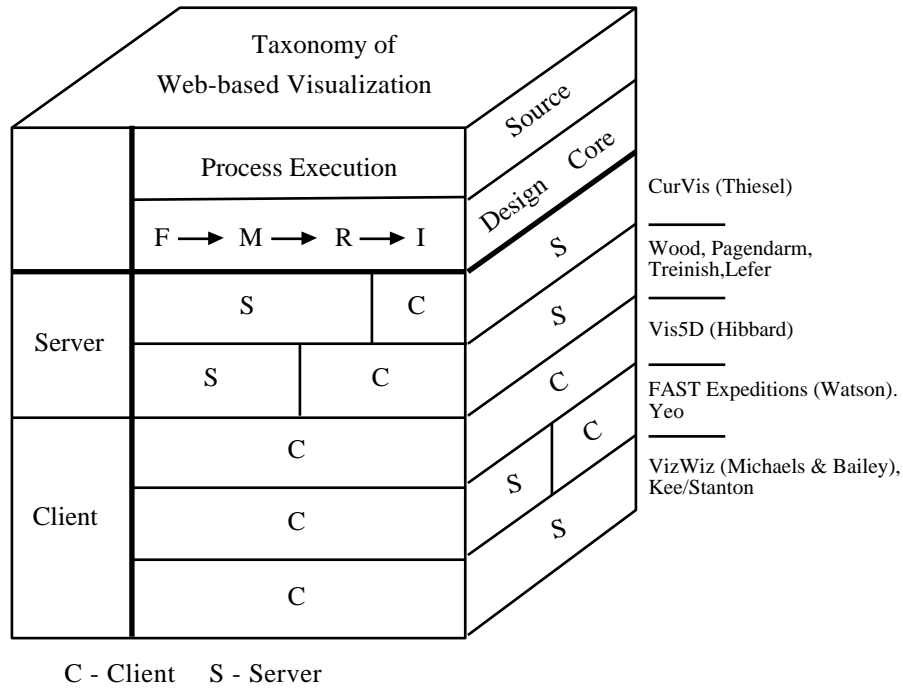 Taxonomy of
Web-based Visualization
Source
Process Execution
Design Core
F M R I
Server
S C
S
S C
S
Client
C
C
C
S C
C
S
CurVis (Thiesel)
Wood, Pagendarm,
Treinish,Lefer
Vis5D (Hibbard)
FAST Expeditions (Watson).
Yeo
VizWiz (Michaels & Bailey),
Kee/Stanton
C - Client S - Server